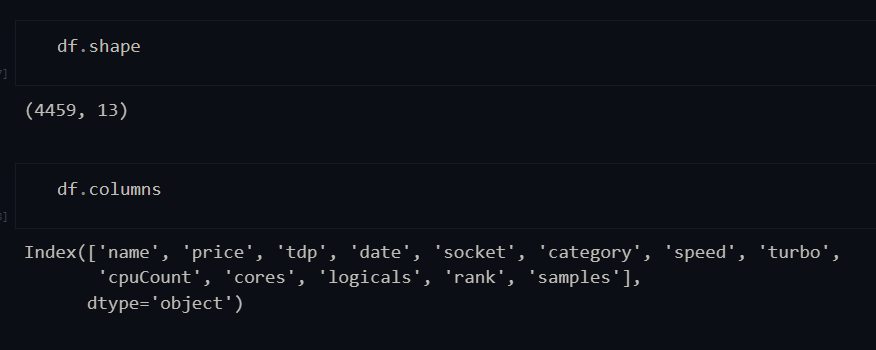 df.shape
(4459, 13)
df.columns
Index(['name', 'price', 'tdp', 'date', 'socket', 'category', 'speed', 'turbo',
'cpuCount', 'cores', 'logicals', 'rank', 'samples'],
dtype='object')